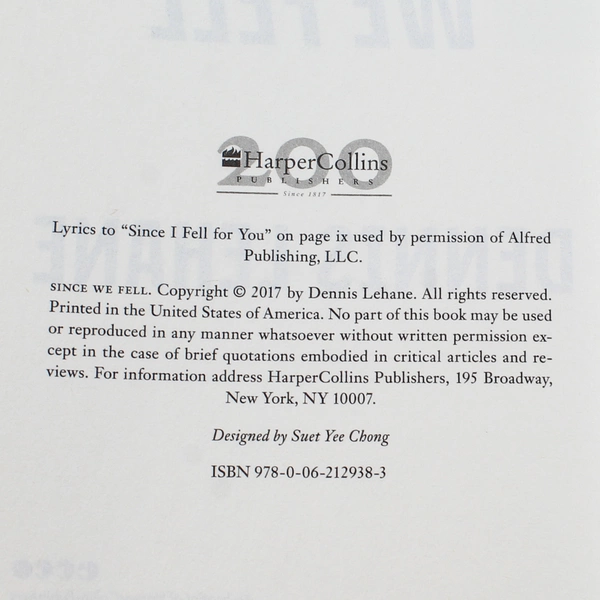 WE FELL
200
HarperCollins
PUBLISHERS
Since 1817
Lyrics to “Since I Fell for You” on page ix used by permission of Alfred
Publishing, LLC.
SINCE WE FELL. Copyright © 2017 by Dennis Lehane. All rights reserved.
Printed in the United States of America. No part of this book may be used
or reproduced in any manner whatsoever without written permission ex-
cept in the case of brief quotations embodied in critical articles and re-
views. For information address HarperCollins Publishers, 195 Broadway,
New York, NY 10007.
Designed by Suet Yee Chong
ISBN 978-0-06-212938-3